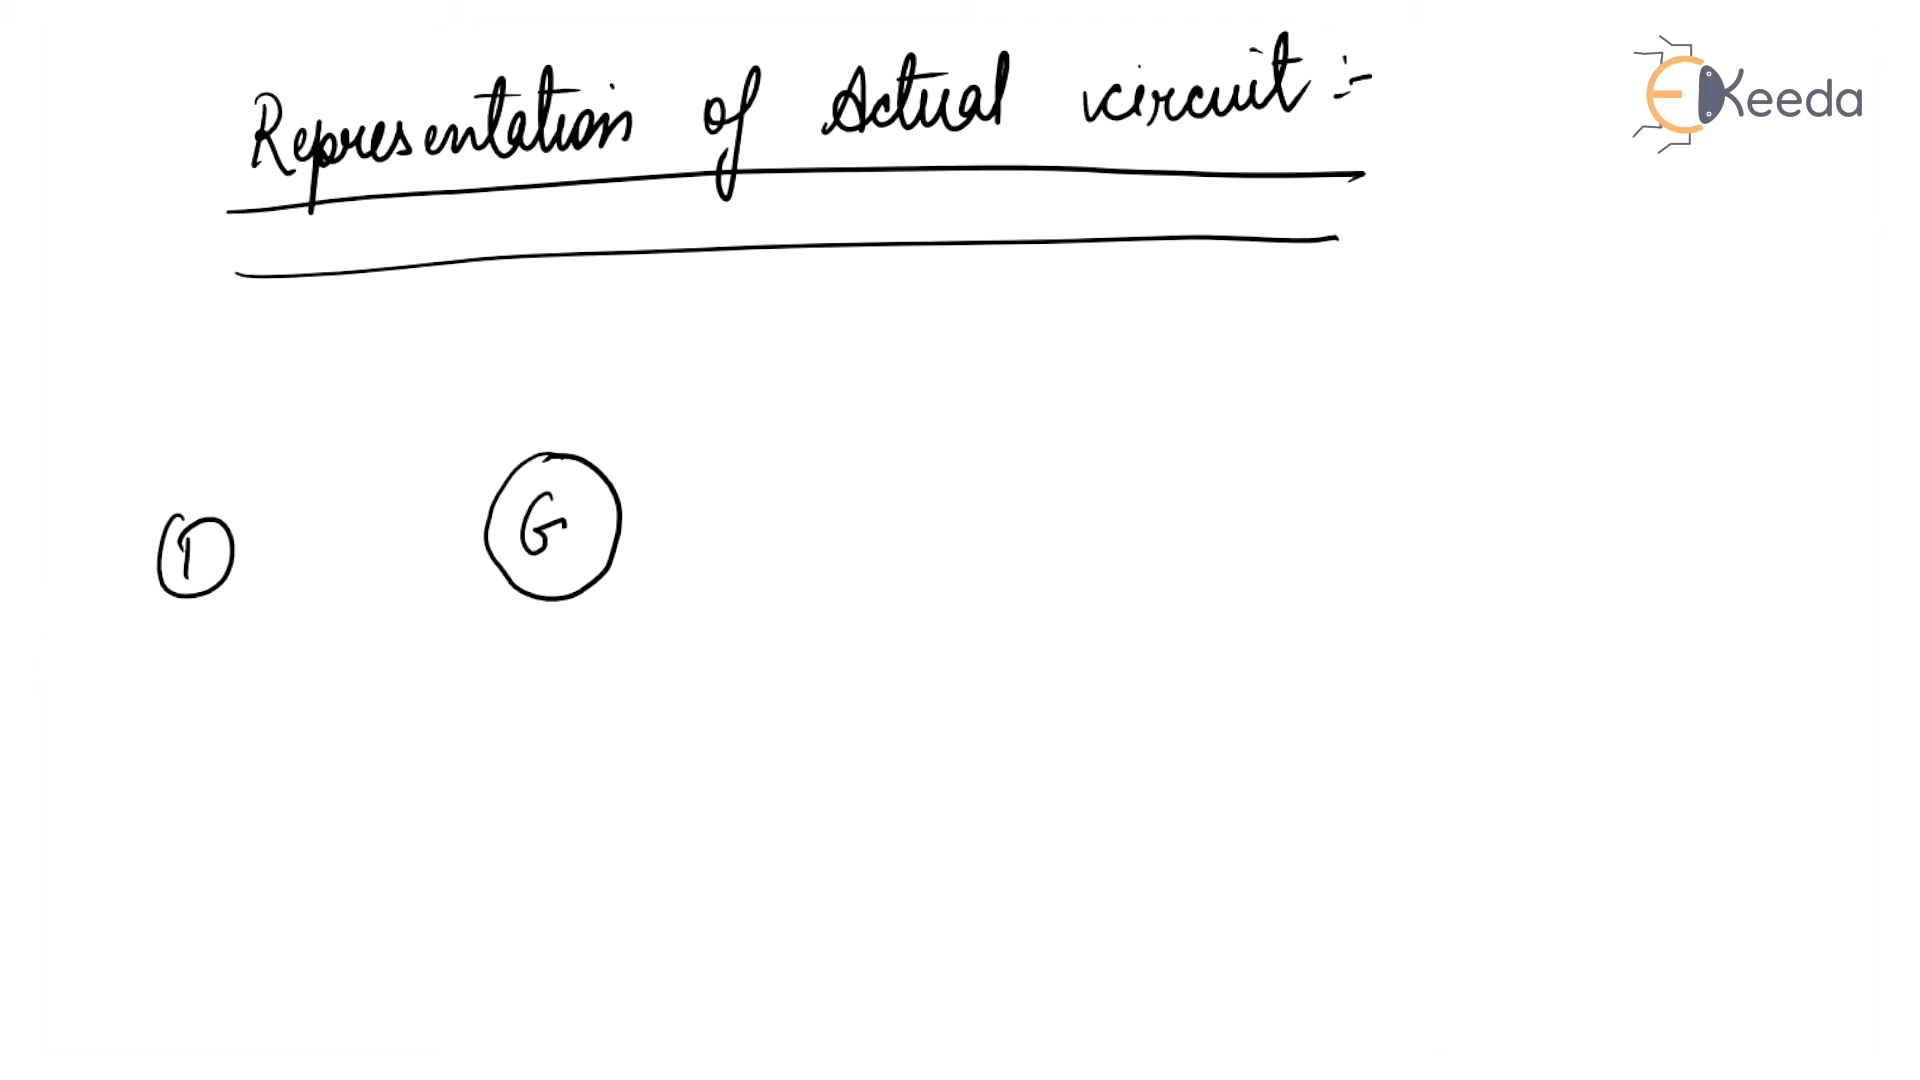 Representation of Actual circuit :-
EKeeda
1 G